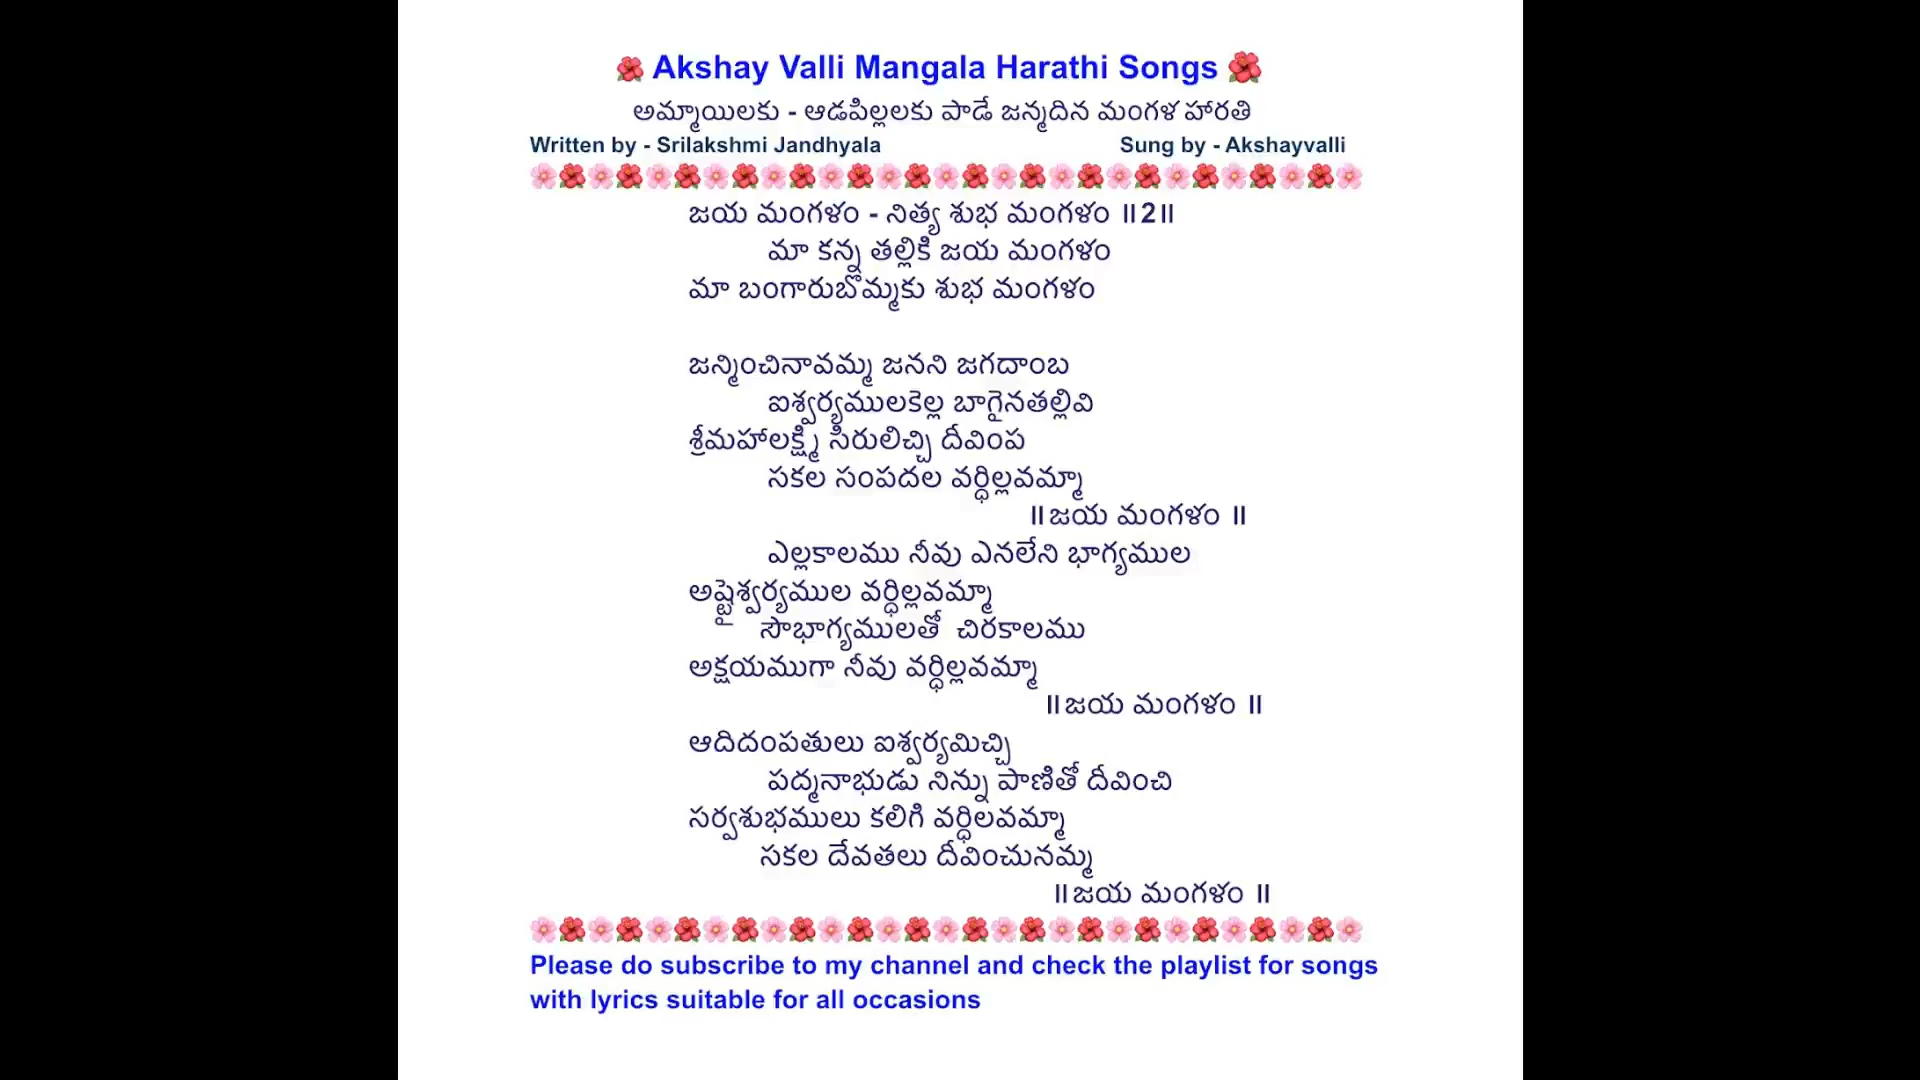 🌺 Akshay Valli Mangala Harathi Songs 🌺
అమ్మాయిలకు - ఆడపిల్లలకు పాడే జన్మదిన మంగళ హారతి
Written by - Srilakshmi Jandhyala Sung by - Akshayvalli
జయ మంగళం - నిత్య శుభ మంగళం ॥2॥
మా కన్న తల్లికి జయ మంగళం
మా బంగారుబొమ్మకు శుభ మంగళం
జన్మించినావమ్మ జనని జగదాంబ
ఐశ్వర్యములకెల్ల బాగైనతల్లివి
శ్రీమహాలక్ష్మి సిరులిచ్చి దీవింప
సకల సంపదల వర్ధిల్లవమ్మా
॥జయ మంగళం ॥
ఎల్లకాలము నీవు ఎనలేని భాగ్యముల
అష్టైశ్వర్యముల వర్ధిల్లవమ్మా
సౌభాగ్యములతో చిరకాలము
అక్షయముగా నీవు వర్ధిల్లవమ్మా
॥జయ మంగళం ॥
ఆదిదంపతులు ఐశ్వర్యమిచ్చి
పద్మనాభుడు నిన్ను పాణితో దీవించి
సర్వశుభములు కలిగి వర్ధిలవమ్మా
సకల దేవతలు దీవించునమ్మ
॥జయ మంగళం ॥
Please do subscribe to my channel and check the playlist for songs
with lyrics suitable for all occasions